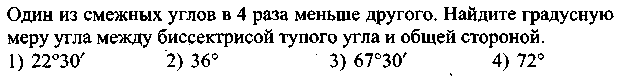 Один из смежных углов в 4 раза меньше другого. Найдите градусную
меру угла между биссектрисой тупого угла и общей стороной.
1) 22°30′ 2) 36° 3) 67°30′ 4) 72°